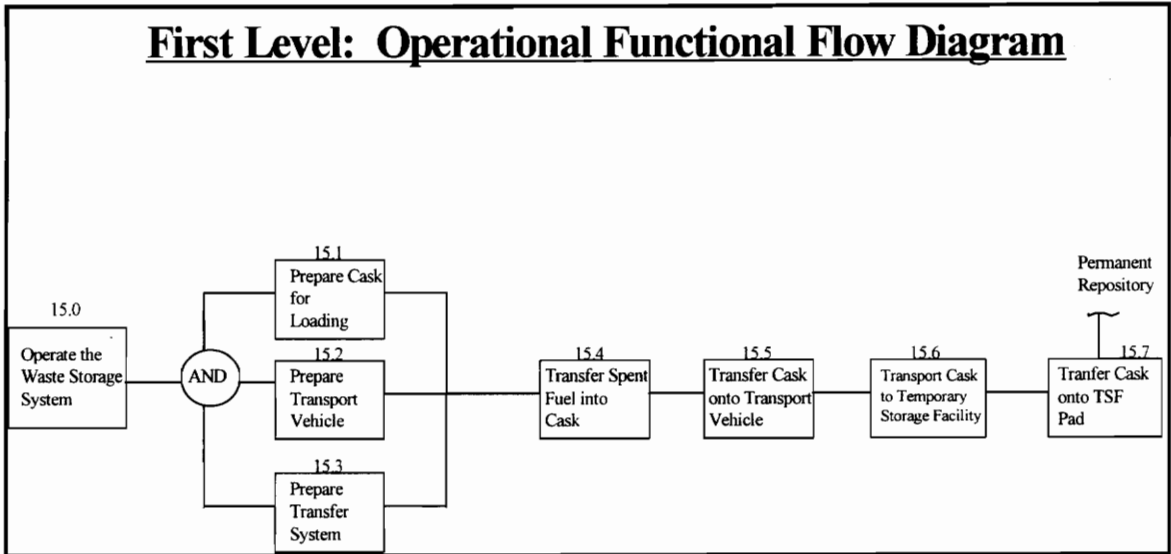 First Level: Operational Functional Flow Diagram
15.0
Operate the
Waste Storage
System
AND
15.1
Prepare Cask
for
Loading
15.2
Prepare
Transport
Vehicle
15.3
Prepare
Transfer
System
15.4
Transfer Spent
Fuel into
Cask
15.5
Transfer Cask
onto Transport
Vehicle
15.6
Transport Cask
to Temporary
Storage Facility
Permanent
Repository
15.7
Tranfer Cask
onto TSF
Pad